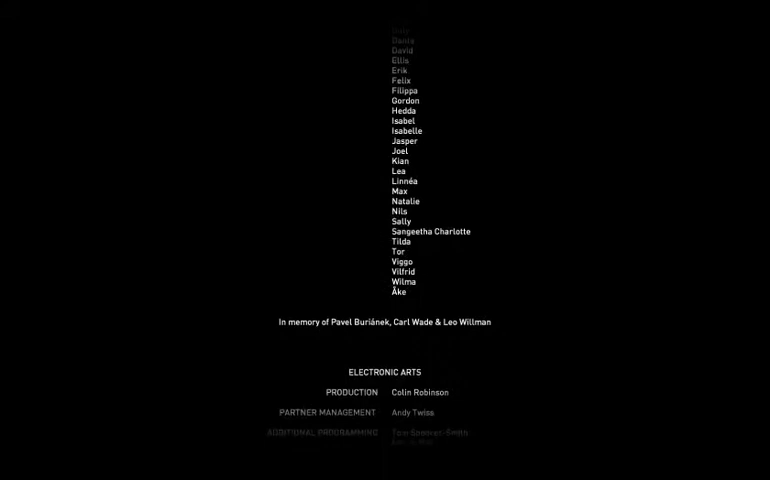 David
Ellis
Erik
Felix
Filippa
Gordon
Hedda
Isabel
Isabelle
Jasper
Joel
Kian
Lea
Linnéa
Max
Natalie
Nils
Sally
Sangeetha Charlotte
Tilda
Tor
Viggo
Vilfrid
Wilma
Åke
In memory of Pavel Buriánek, Carl Wade & Leo Willman
ELECTRONIC ARTS
PRODUCTION Colin Robinson
PARTNER MANAGEMENT Andy Twiss
ADDITIONAL PROGRAMMING Tom